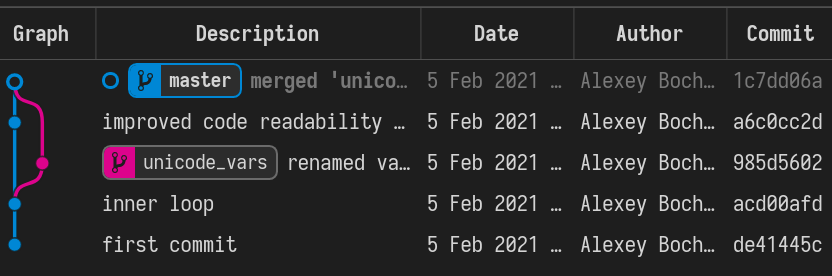 Graph Description Date Author Commit
master merged 'unico… 5 Feb 2021 … Alexey Boch… 1c7dd06a
improved code readability … 5 Feb 2021 … Alexey Boch… a6c0cc2d
unicode_vars renamed va… 5 Feb 2021 … Alexey Boch… 985d5602
inner loop 5 Feb 2021 … Alexey Boch… acd00afd
first commit 5 Feb 2021 … Alexey Boch… de41445c